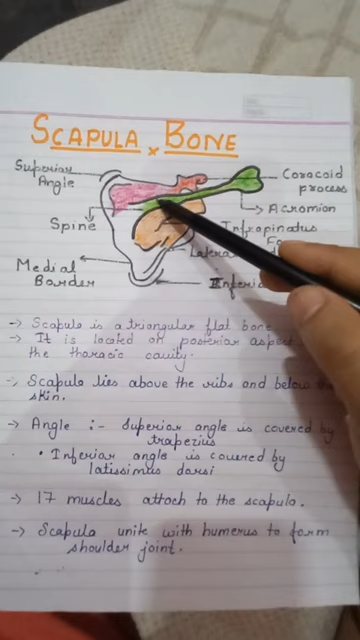 SCAPULA x BONE
Superior
Angle
Coracoid
process
Acromion
Spine
Infrapinatus
Medial
Border
-> Scapula is a triangular flat bone
-> It is located on posterior aspect
the thoracic cavity.
-> Scapula lies above the ribs and below
skin.
-> Angle :- Superior angle is covered by
trapezius
• Inferior angle is covered by
latissimus dorsi
-> 17 muscles attach to the scapula.
-> Scapula unite with humerus to form
shoulder joint.